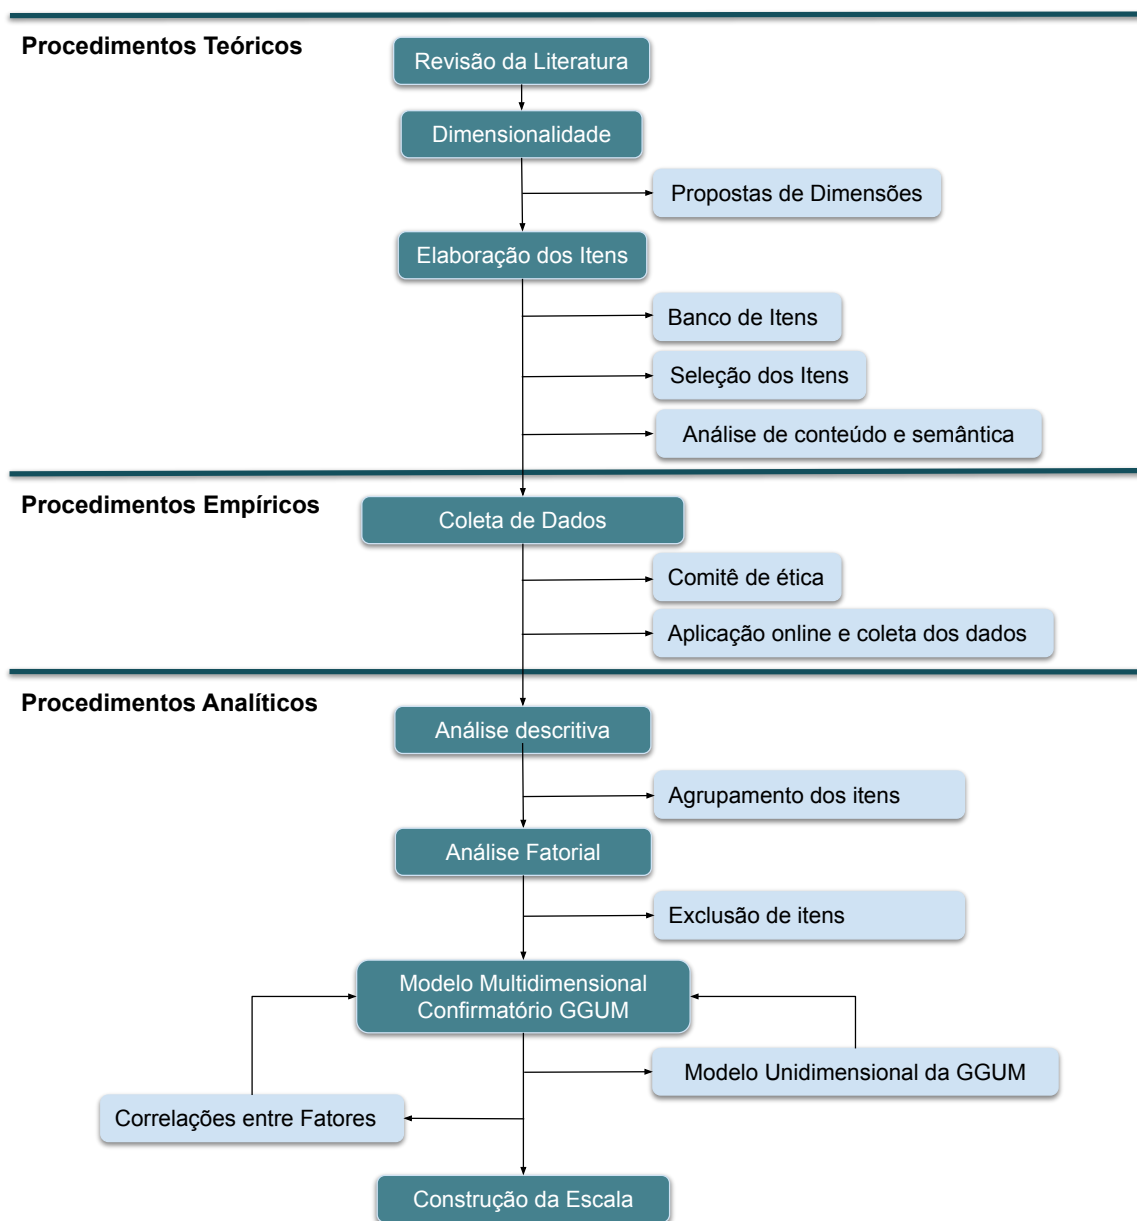 Procedimentos Teóricos
Revisão da Literatura
Dimensionalidade
Propostas de Dimensões
Elaboração dos Itens
Banco de Itens
Seleção dos Itens
Análise de conteúdo e semântica
Procedimentos Empíricos
Coleta de Dados
Comitê de ética
Aplicação online e coleta dos dados
Procedimentos Analíticos
Análise descritiva
Agrupamento dos itens
Análise Fatorial
Exclusão de itens
Modelo Multidimensional
Confirmatório GGUM
Modelo Unidimensional da GGUM
Correlações entre Fatores
Construção da Escala